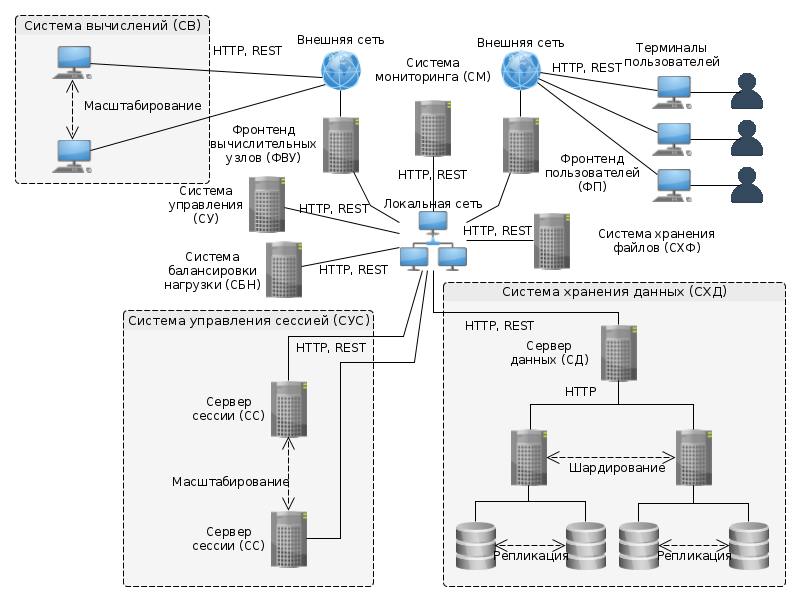 Система вычислений (СВ)
HTTP, REST
Масштабирование
Внешняя сеть
Система
мониторинга (СМ)
Внешняя сеть
HTTP, REST
Терминалы
пользователей
Фронтенд
вычислительных
узлов (ФВУ)
HTTP, REST
Фронтенд
пользователей
(ФП)
Система
управления
(СУ)
HTTP, REST
Локальная сеть
HTTP, REST
Система хранения
файлов (СХФ)
Система
балансировки
нагрузки (СБН)
HTTP, REST
Система управления сессией (СУС)
HTTP, REST
Сервер
сессии (СС)
Масштабирование
Сервер
сессии (СС)
Система хранения данных (СХД)
HTTP, REST
Сервер
данных (СД)
HTTP
Шардирование
Репликация
Репликация